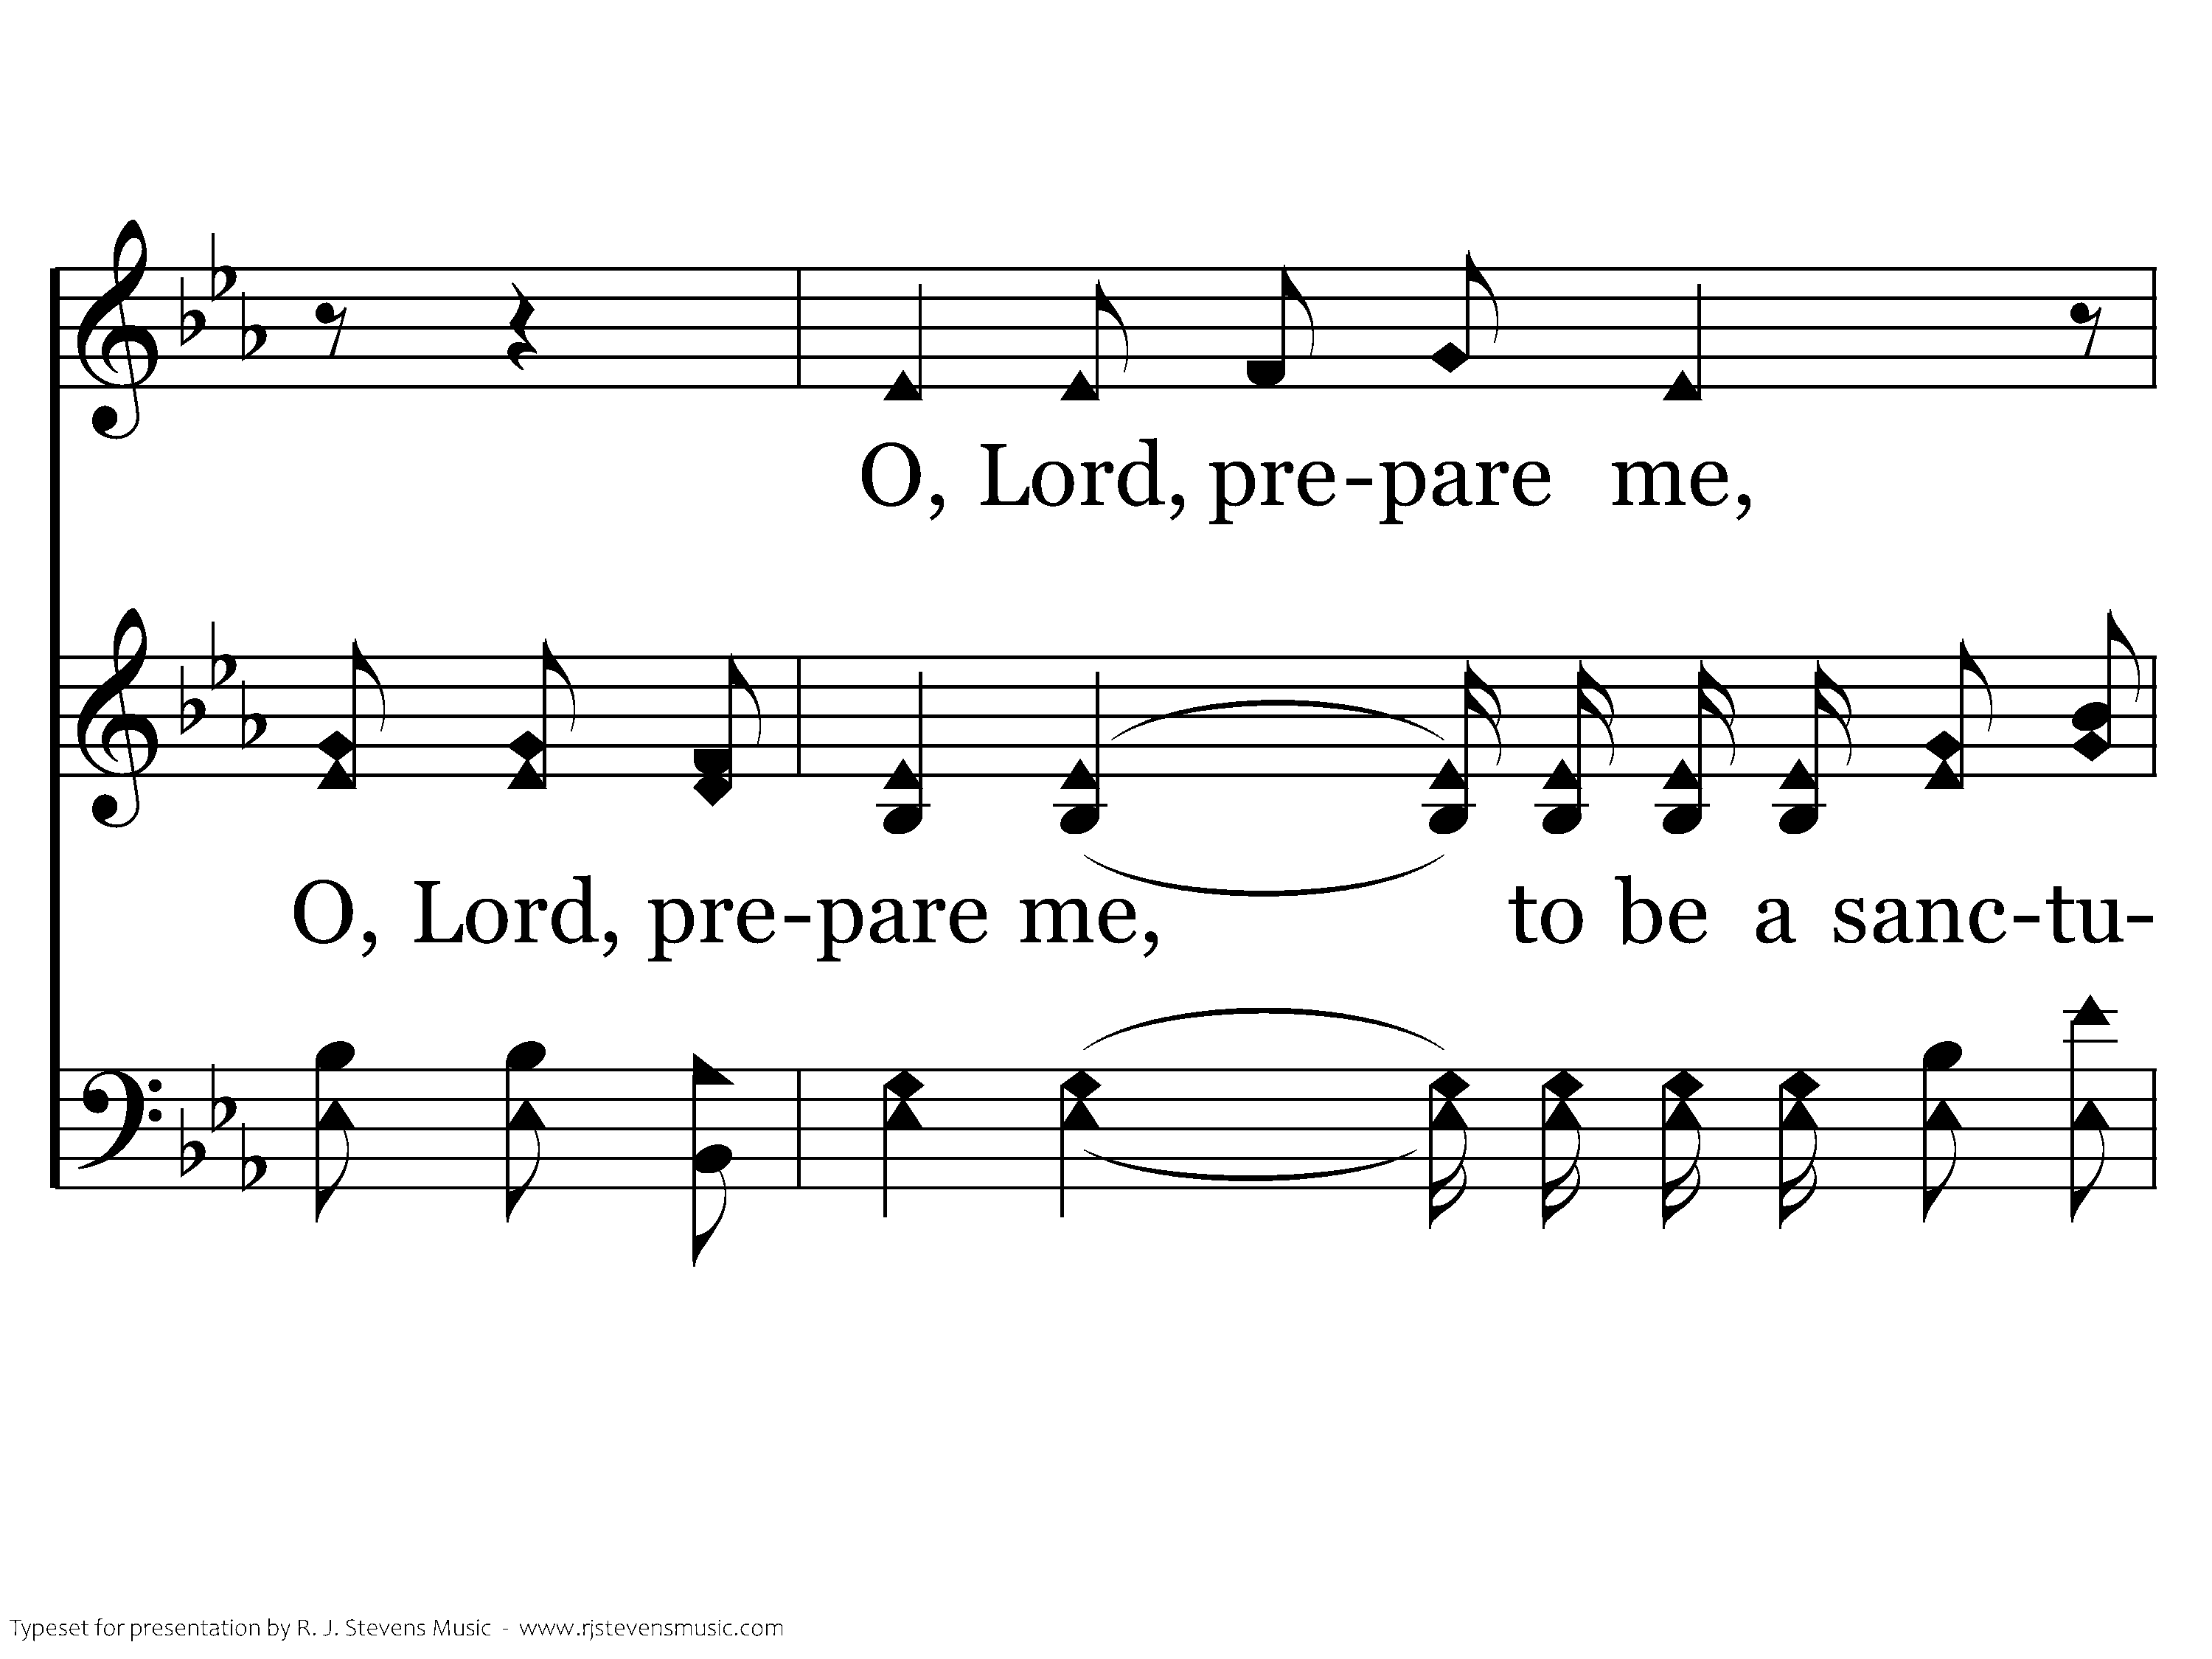 O, Lord, pre-pare me,
O, Lord, pre-pare me, to be a sanc-tu-
Typeset for presentation by R. J. Stevens Music - www.rjstevensmusic.com